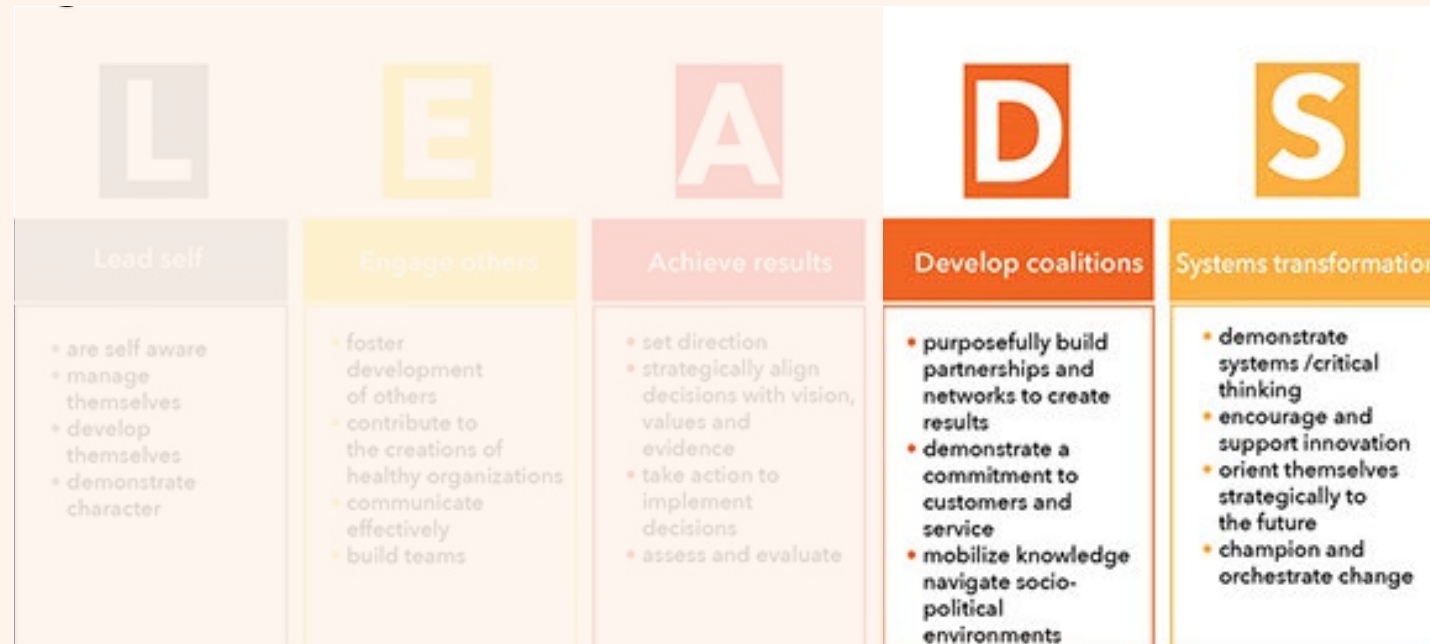 L
E
A
D
S
Lead self
Engage others
Achieve results
Develop coalitions
Systems transformation
• are self aware
• manage
themselves
• develop
themselves
• demonstrate
character
• foster
development
of others
• contribute to
the creations of
healthy organizations
• communicate
effectively
• build teams
• set direction
• strategically align
decisions with vision,
values and
evidence
• take action to
implement
decisions
• assess and evaluate
• purposefully build
partnerships and
networks to create
results
• demonstrate a
commitment to
customers and
service
• mobilize knowledge
navigate socio-
political
environments
• demonstrate
systems /critical
thinking
• encourage and
support innovation
• orient themselves
strategically to
the future
• champion and
orchestrate change